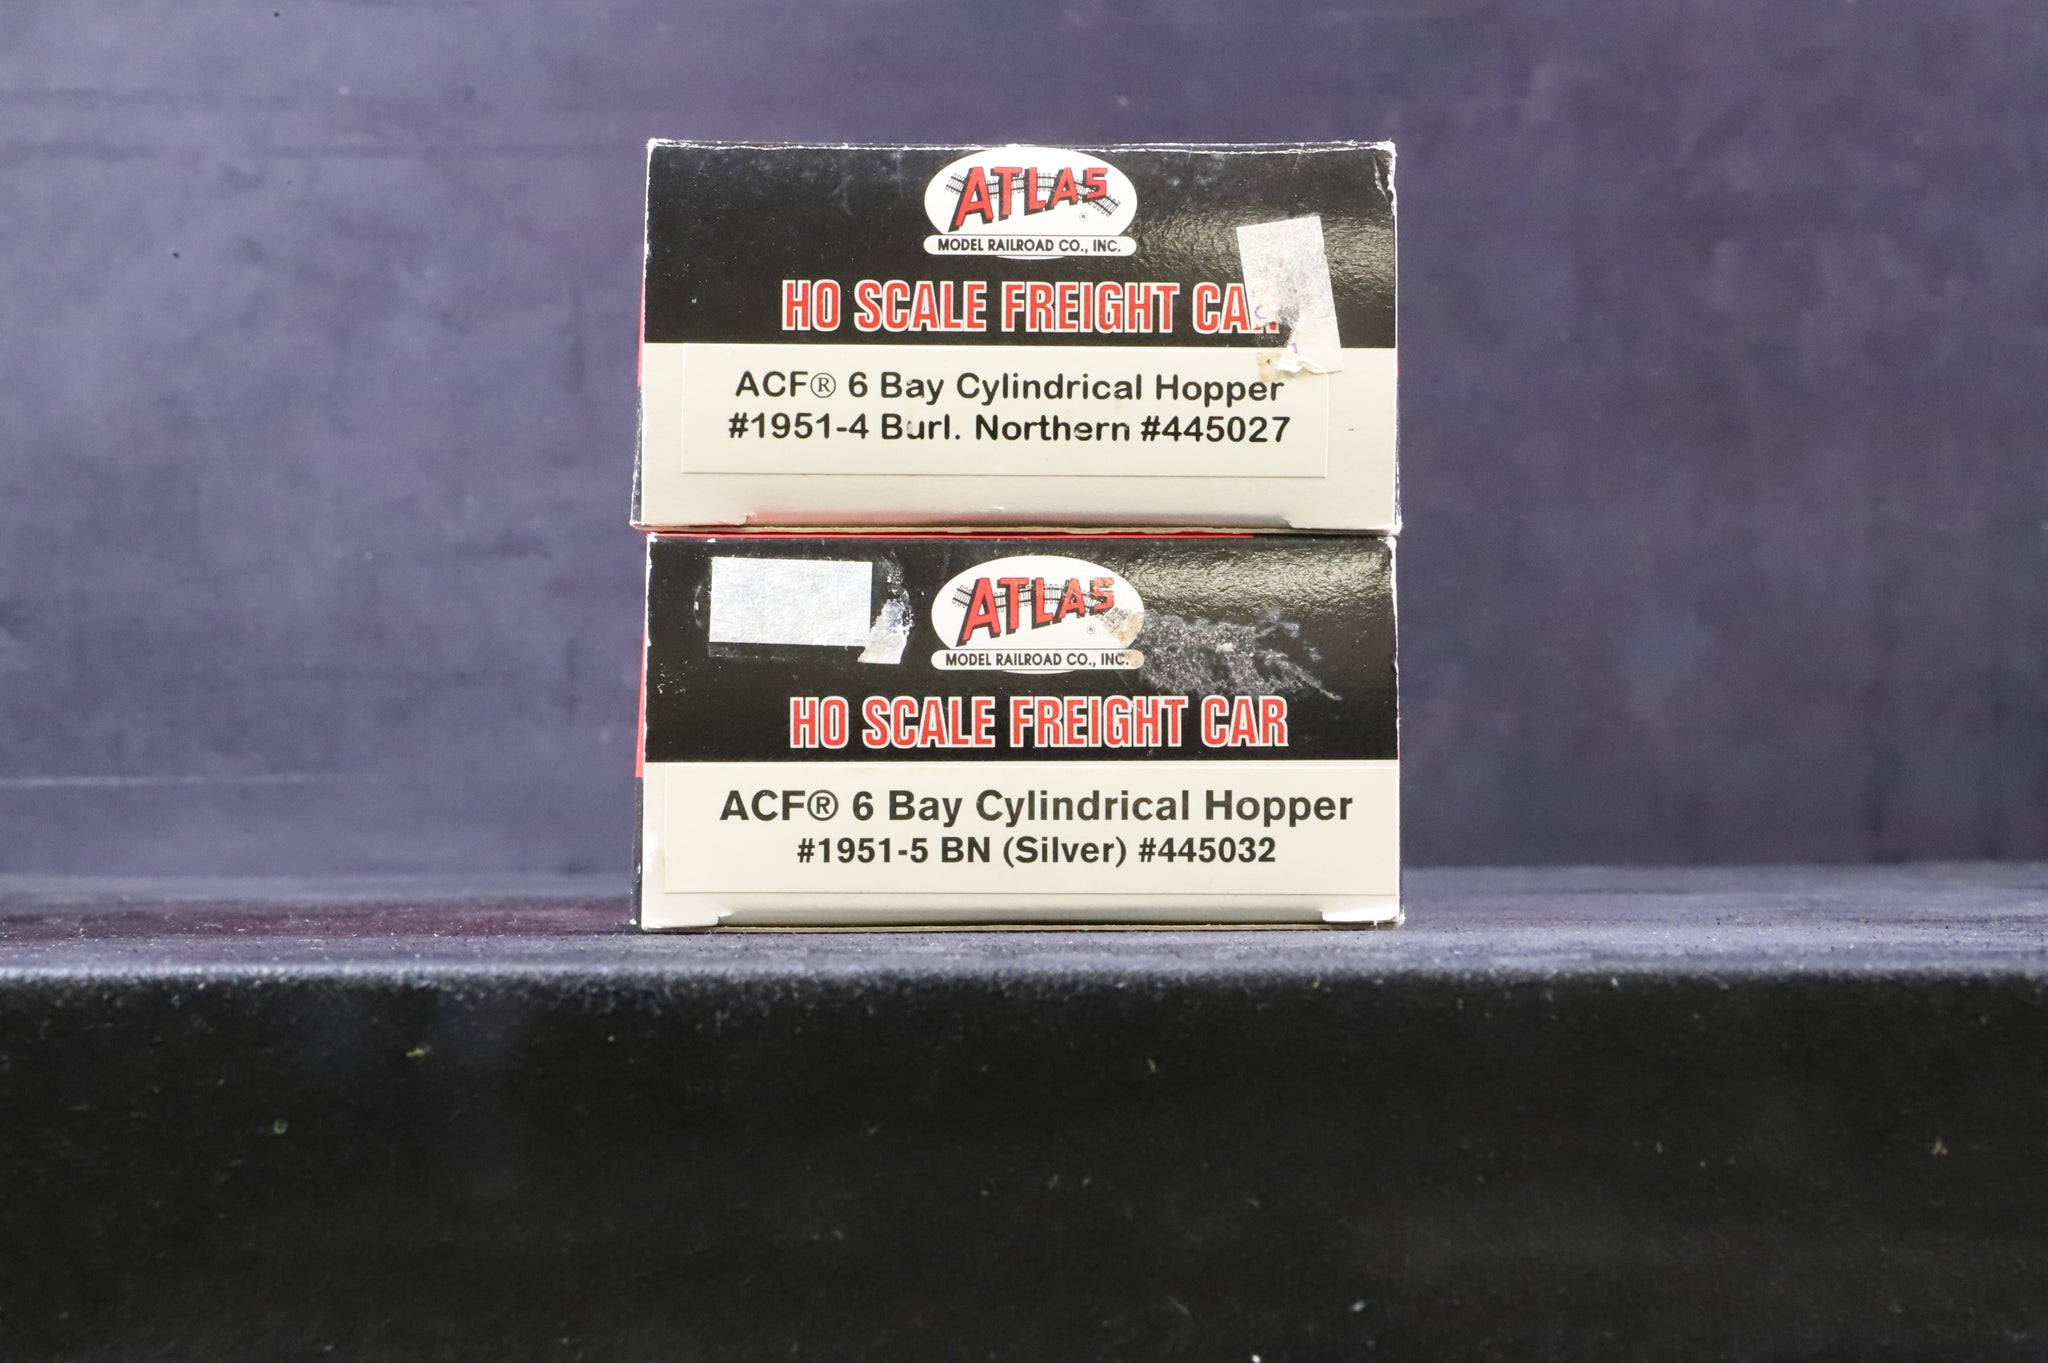 ATLAS®
MODEL RAILROAD CO., INC.
HO SCALE FREIGHT CAR
ACF® 6 Bay Cylindrical Hopper
#1951-4 Burl. Northern #445027
ATLAS®
MODEL RAILROAD CO., INC.
HO SCALE FREIGHT CAR
ACF® 6 Bay Cylindrical Hopper
#1951-5 BN (Silver) #445032